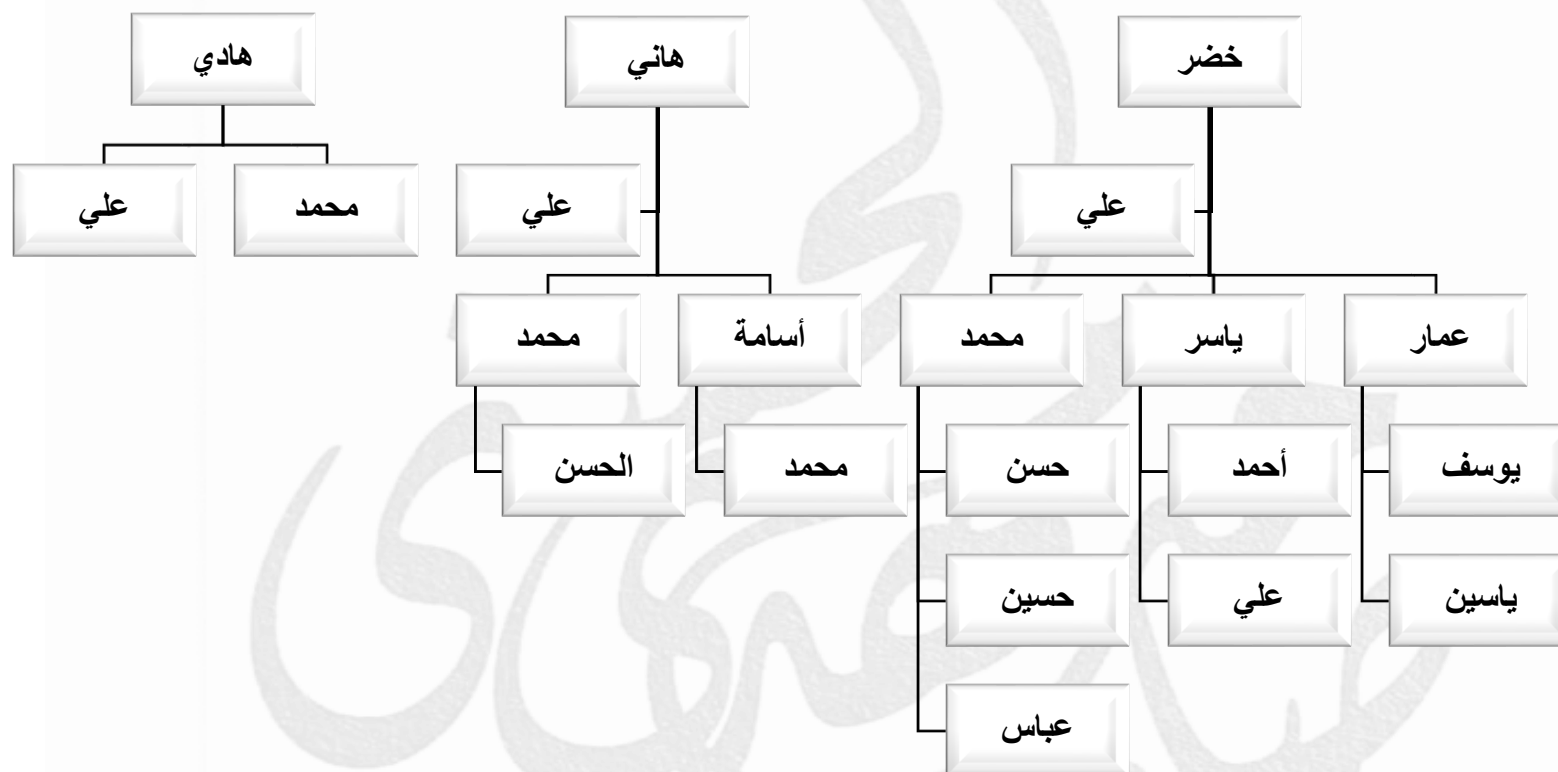 خضر
هاني
هادي
علي
علي
محمد
علي
عمار
ياسر
محمد
أسامة
محمد
يوسف
أحمد
حسن
محمد
الحسن
ياسين
علي
حسين
عباس